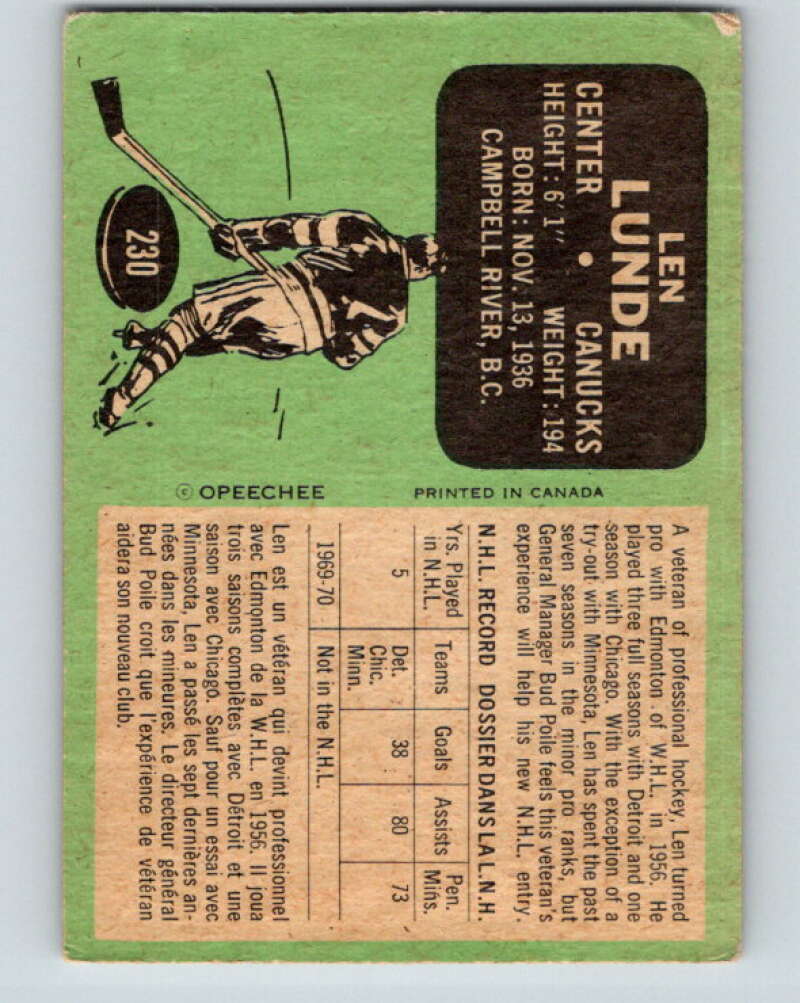 LEN
LUNDE
CENTER • CANUCKS
HEIGHT: 6'1" WEIGHT: 194
BORN: NOV. 13, 1936
CAMPBELL RIVER, B.C.
230
© OPEECHEE PRINTED IN CANADA
A veteran of professional hockey, Len turned
pro with Edmonton of W.H.L. in 1956. He
played three full seasons with Detroit and one
season with Chicago. With the exception of a
try-out with Minnesota, Len has spent the past
seven seasons in the minor pro ranks, but
General Manager Bud Poile feels this veteran's
experience will help his new N.H.L. entry.
N.H.L. RECORD DOSSIER DANS LA L.N.H.
Yrs. Played in N.H.L. Teams Goals Assists Pen. Mins.
5 Det. 38 80 73
Chic.
Minn.
1969-70 Not in the N.H.L.
Len est un vétéran qui devint professionnel
avec Edmonton de la W.H.L. en 1956. Il joua
trois saisons complètes avec Détroit et une
saison avec Chicago. Sauf pour un essai avec
Minnesota, Len a passé les sept dernières an-
nées dans les mineures. Le directeur général
Bud Poile croit que l'expérience de vétéran
aidera son nouveau club.